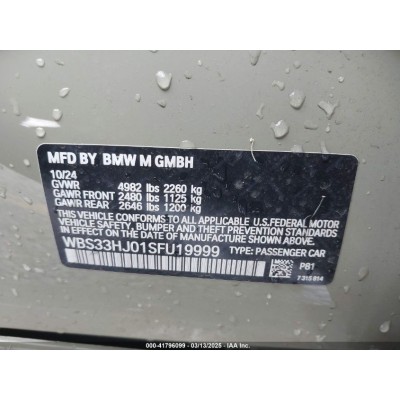 MFD BY BMW M GMBH
10/24
GVWR 4982 lbs 2260 kg
GAWR FRONT 2480 lbs 1125 kg
GAWR REAR 2646 lbs 1200 kg
THIS VEHICLE CONFORMS TO ALL APPLICABLE U.S.FEDERAL MOTOR
VEHICLE SAFETY, BUMPER AND THEFT PREVENTION STANDARDS IN
EFFECT ON THE DATE OF MANUFACTURE SHOWN ABOVE.
WBS33HJ01SFU19999 TYPE: PASSENGER CAR
P81
7 315 814
000-41796099 | 03/13/2025 | IAA Inc.